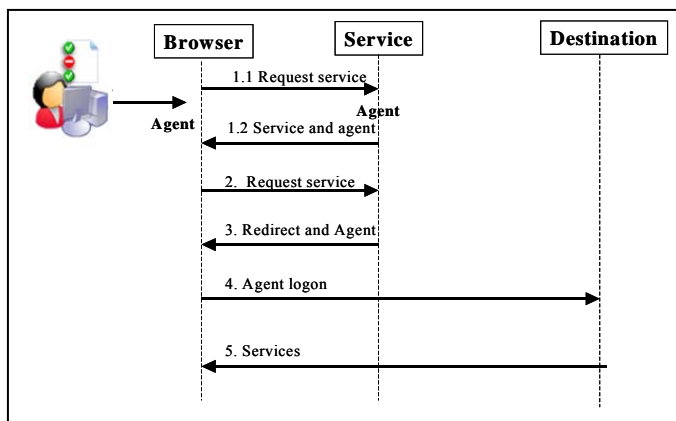 Browser
Service
Destination
1.1 Request service
Agent
Agent
1.2 Service and agent
2. Request service
3. Redirect and Agent
4. Agent logon
5. Services